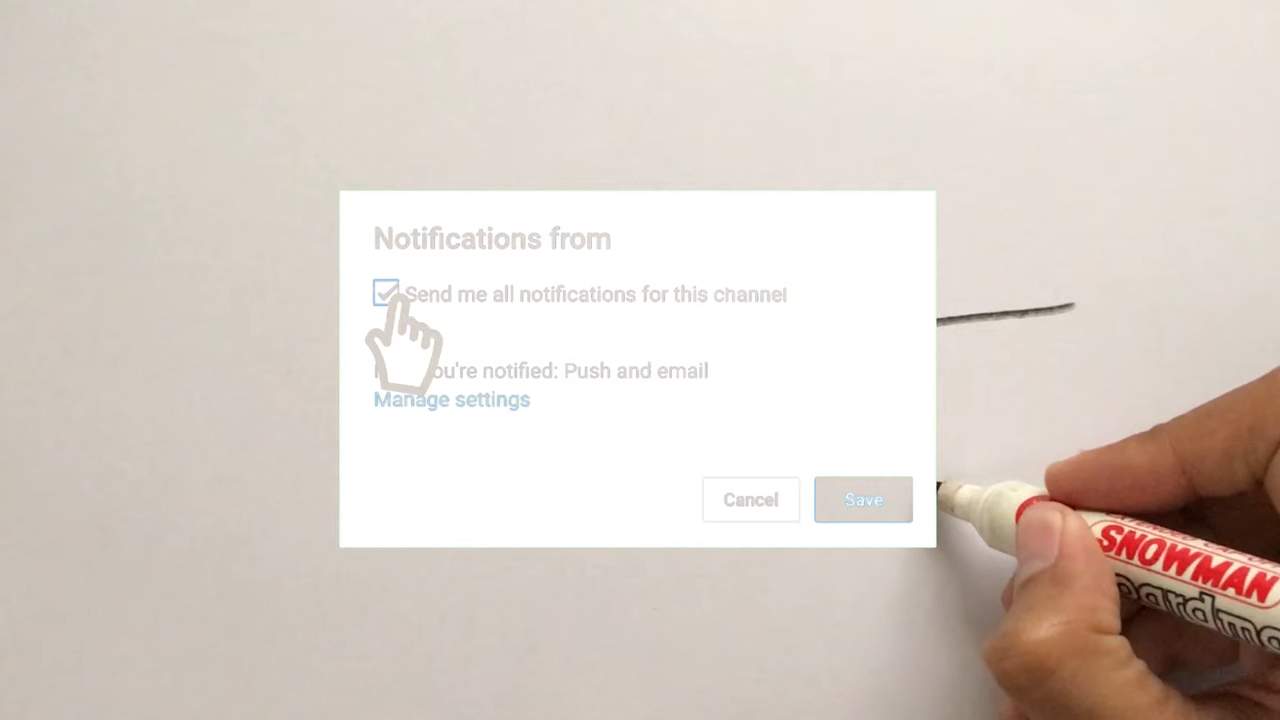 Notifications from
Send me all notifications for this channel
you're notified: Push and email
Manage settings
Cancel
Save
SNOWMAN